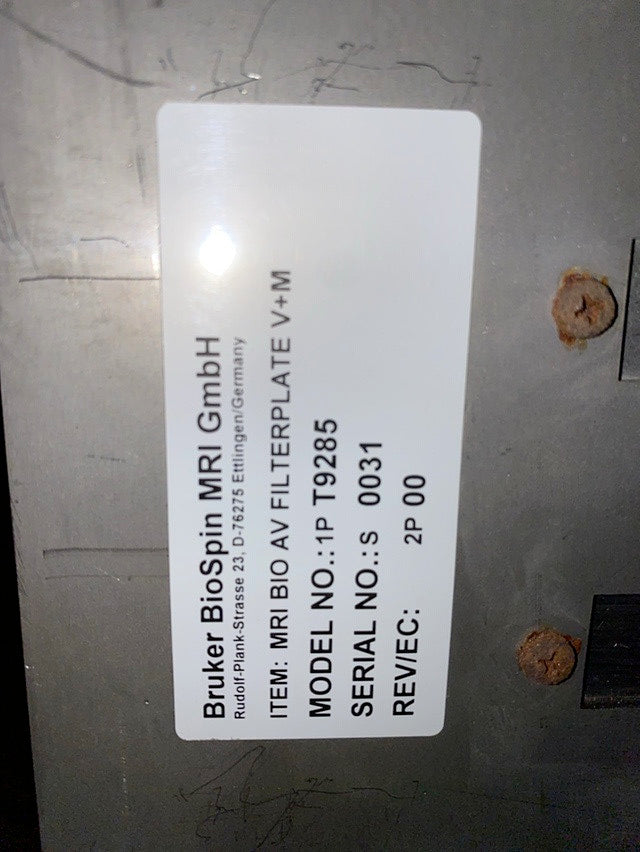 Bruker BioSpin MRI GmbH
Rudolf-Plank-Strasse 23, D-76275 Ettlingen/Germany
ITEM: MRI BIO AV FILTERPLATE V+M
MODEL NO.: 1P T9285
SERIAL NO.: S 0031
REV/EC: 2P 00